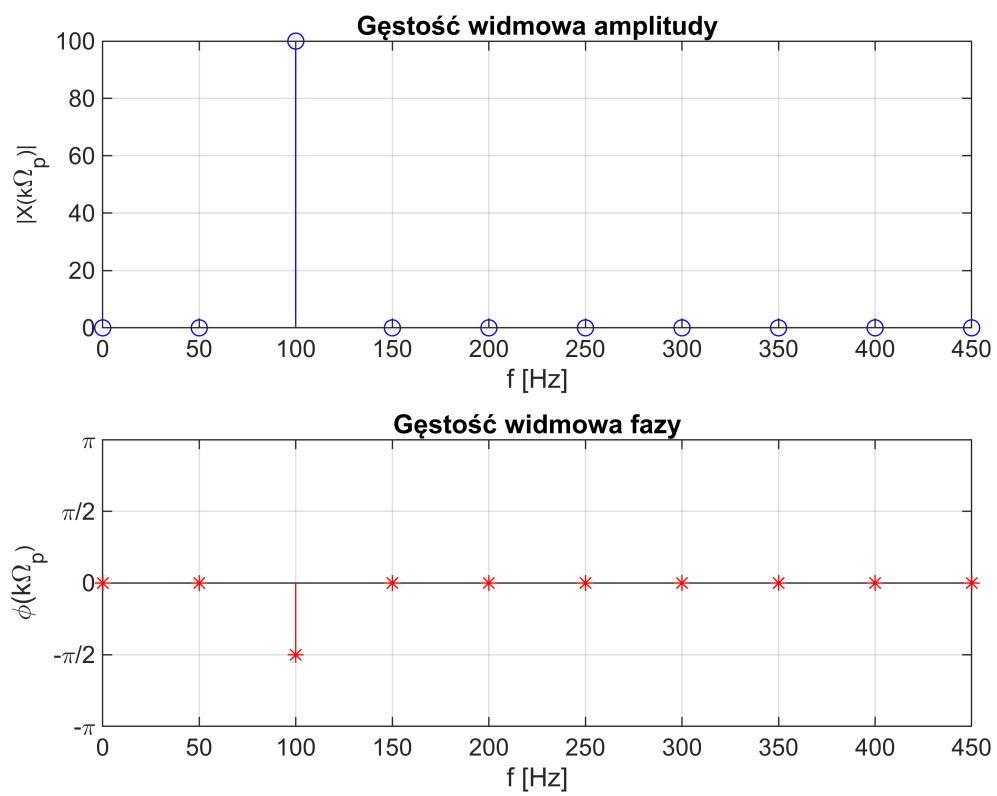 Gęstość widmowa amplitudy
100
80
60
40
20
0
|X(kΩp)|
0 50 100 150 200 250 300 350 400 450
f [Hz]
Gęstość widmowa fazy
π
π/2
0
-π/2
-π
ϕ(kΩp)
0 50 100 150 200 250 300 350 400 450
f [Hz]